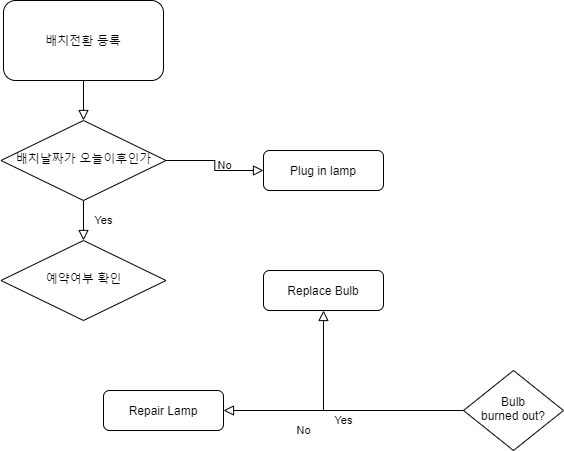 배치전환 등록
배치날짜가 오늘이후인가
No
Plug in lamp
Yes
예약여부 확인
Replace Bulb
Repair Lamp
Yes
No
Bulb
burned out?